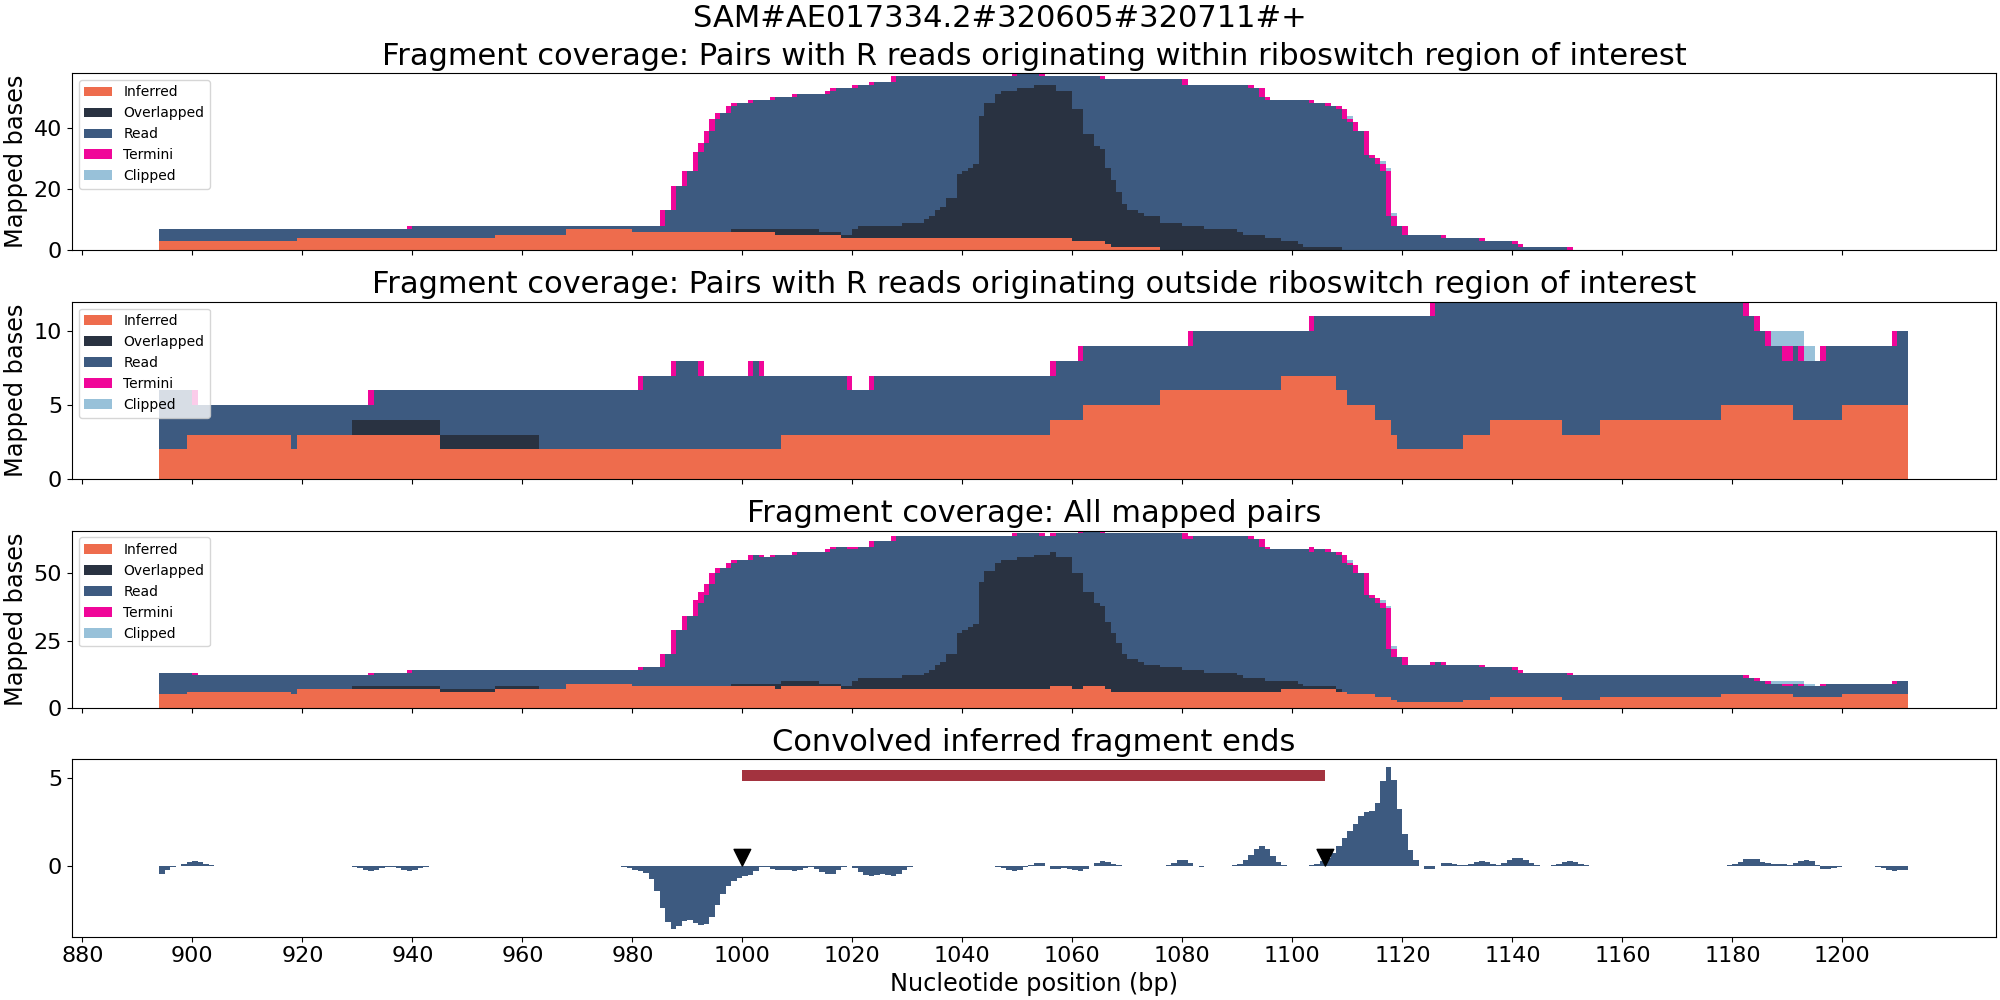 SAM#AE017334.2#320605#320711#+
Fragment coverage: Pairs with R reads originating within riboswitch region of interest
Mapped bases
40
20
0
Inferred
Overlapped
Read
Termini
Clipped
Fragment coverage: Pairs with R reads originating outside riboswitch region of interest
Mapped bases
10
5
0
Inferred
Overlapped
Read
Termini
Clipped
Fragment coverage: All mapped pairs
Mapped bases
50
25
0
Inferred
Overlapped
Read
Termini
Clipped
Convolved inferred fragment ends
5
0
880 900 920 940 960 980 1000 1020 1040 1060 1080 1100 1120 1140 1160 1180 1200
Nucleotide position (bp)